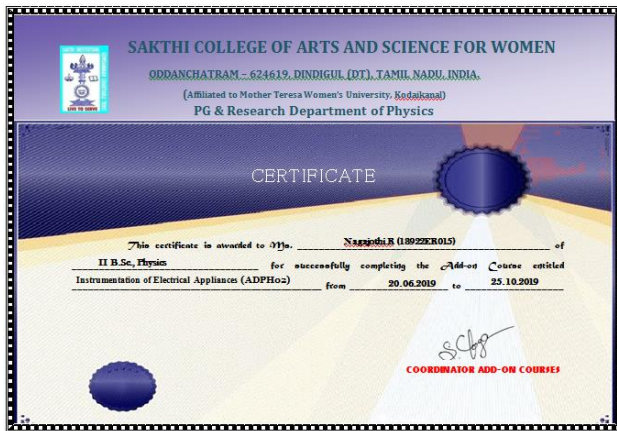 SAKTHI COLLEGE OF ARTS AND SCIENCE FOR WOMEN
ODDANCHATRAM – 624619, DINDIGUL (DT), TAMIL NADU, INDIA.
(Affiliated to Mother Teresa Women's University, Kodaikanal)
PG & Research Department of Physics
LIVE TO SERVE
CERTIFICATE
This certificate is awarded to Ms. Nagajothi.R (18922ER015) of
II B.Sc., Physics for successfully completing the Add-on Course entitled
Instrumentation of Electrical Appliances (ADPH02) from 20.06.2019 to 25.10.2019
COORDINATOR ADD-ON COURSES